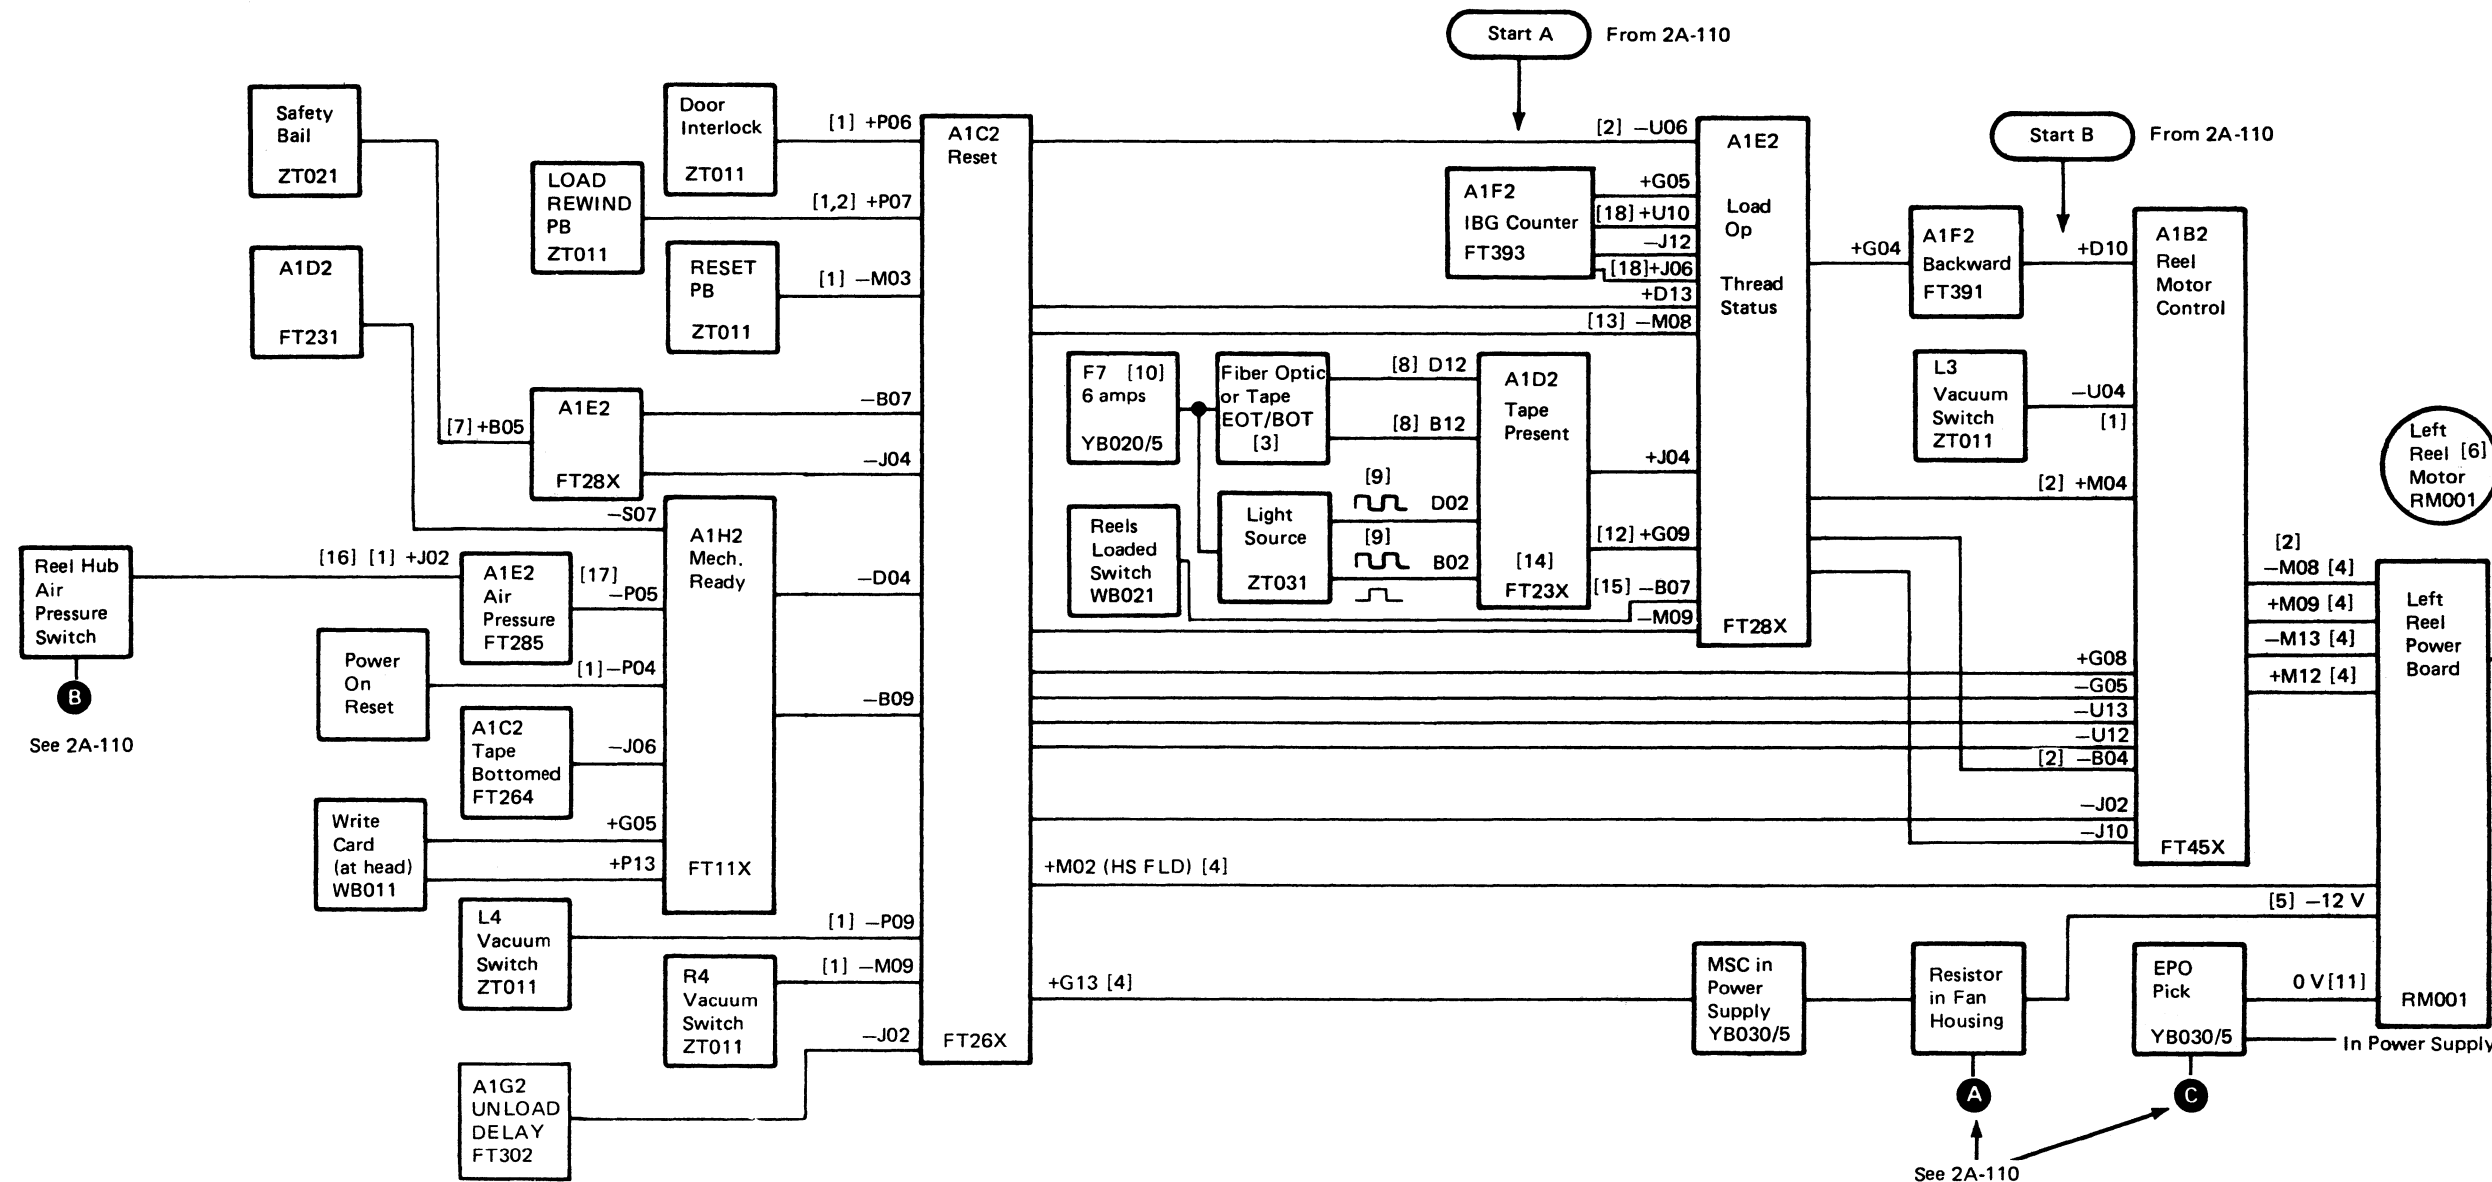 Start A
From 2A-110
Safety
Bail
ZT021
Door
Interlock
ZT011
[1] +P06
A1C2
Reset
FT26X
[2] −U06
A1E2
Load
Op
Thread
Status
FT28X
Start B
From 2A-110
LOAD
REWIND
PB
ZT011
[1,2] +P07
A1F2
IBG Counter
FT393
+G05
[18] +U10
−J12
[18]+J06
+D13
[13] −M08
+G04
A1F2
Backward
FT391
+D10
A1B2
Reel
Motor
Control
FT45X
A1D2
FT231
RESET
PB
ZT011
[1] −M03
F7 [10]
6 amps
YB020/5
Fiber Optic
or Tape
EOT/BOT
[3]
[8] D12
[8] B12
A1D2
Tape
Present
[14]
FT23X
L3
Vacuum
Switch
ZT011
−U04
[1]
Left
Reel [6]
Motor
RM001
A1E2
FT28X
[7] +B05
−B07
−J04
+J04
[2] +M04
Reels
Loaded
Switch
WB021
Light
Source
ZT031
[9]
D02
[9]
B02
[12] +G09
[15] −B07
−M09
−S07
A1H2
Mech.
Ready
FT11X
Reel Hub
Air
Pressure
Switch
B
See 2A-110
[16] [1] +J02
A1E2
Air
Pressure
FT285
[17]
−P05
−D04
Power
On
Reset
[1] −P04
−B09
A1C2
Tape
Bottomed
FT264
−J06
Write
Card
(at head)
WB011
+G05
+P13
[2]
−M08 [4]
+M09 [4]
−M13 [4]
+M12 [4]
Left
Reel
Power
Board
RM001
+G08
−G05
−U13
−U12
[2] −B04
−J02
−J10
+M02 (HS FLD) [4]
[5] −12 V
L4
Vacuum
Switch
ZT011
[1] −P09
R4
Vacuum
Switch
ZT011
[1] −M09
+G13 [4]
MSC in
Power
Supply
YB030/5
Resistor
in Fan
Housing
EPO
Pick
YB030/5
0 V[11]
In Power Supply
−J02
A1G2
UNLOAD
DELAY
FT302
A
C
See 2A-110